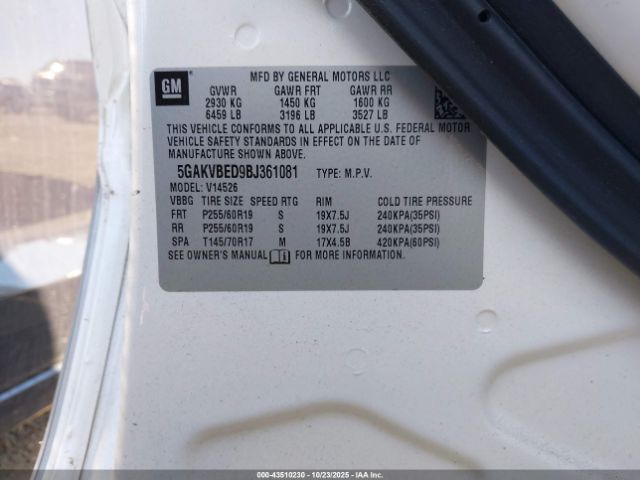 GM
MFD BY GENERAL MOTORS LLC
GVWR GAWR FRT GAWR RR
2930 KG 1450 KG 1600 KG
6459 LB 3196 LB 3527 LB
THIS VEHICLE CONFORMS TO ALL APPLICABLE U.S. FEDERAL MOTOR
VEHICLE SAFETY STANDARDS IN EFFECT ON THE DATE OF
MANUFACTURE SHOWN ABOVE.
5GAKVBED9BJ361081 TYPE: M.P.V.
MODEL: V14526
VBBG TIRE SIZE SPEED RTG RIM COLD TIRE PRESSURE
FRT P255/60R19 S 19X7.5J 240KPA(35PSI)
RR P255/60R19 S 19X7.5J 240KPA(35PSI)
SPA T145/70R17 M 17X4.5B 420KPA(60PSI)
SEE OWNER'S MANUAL FOR MORE INFORMATION.
000-43510230 - 10/23/2025 - IAAI.COM